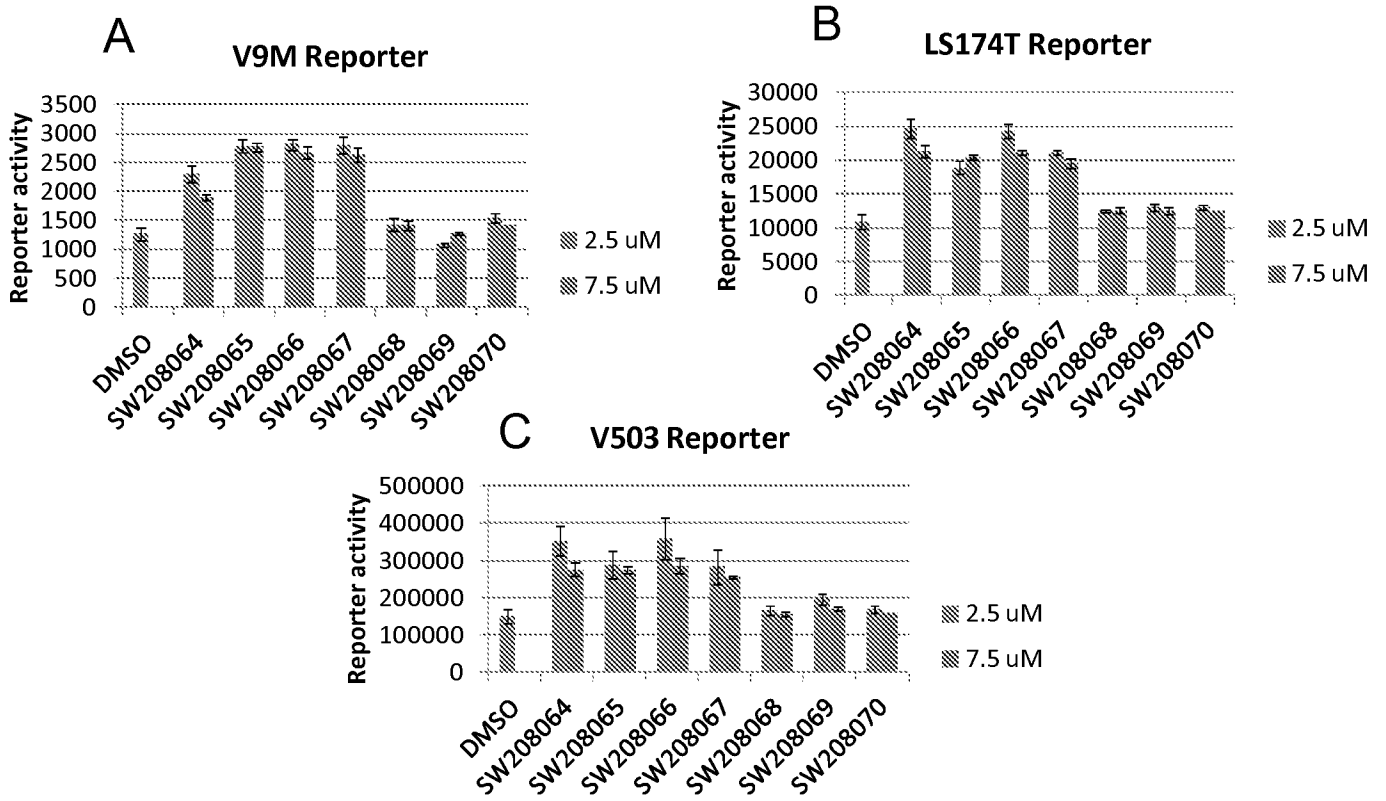 A
V9M Reporter
Reporter activity
3500
3000
2500
2000
1500
1000
500
0
DMSO
SW208064
SW208065
SW208066
SW208067
SW208068
SW208069
SW208070
2.5 uM
7.5 uM
B
LS174T Reporter
Reporter activity
30000
25000
20000
15000
10000
5000
0
DMSO
SW208064
SW208065
SW208066
SW208067
SW208068
SW208069
SW208070
2.5 uM
7.5 uM
C
V503 Reporter
Reporter activity
500000
400000
300000
200000
100000
0
DMSO
SW208064
SW208065
SW208066
SW208067
SW208068
SW208069
SW208070
2.5 uM
7.5 uM